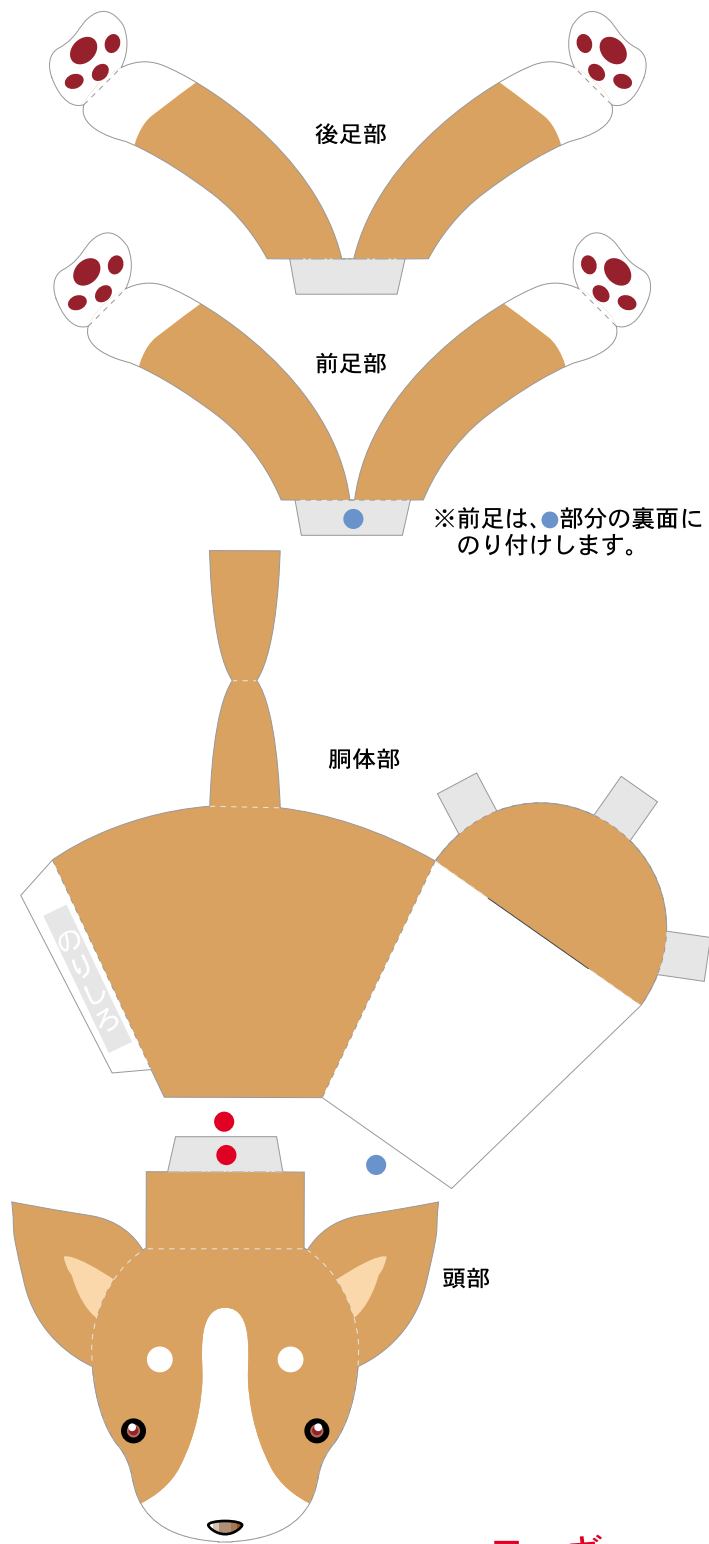 後足部
前足部
※前足は、●部分の裏面に
のり付けします。
胴体部
のりしろ
頭部